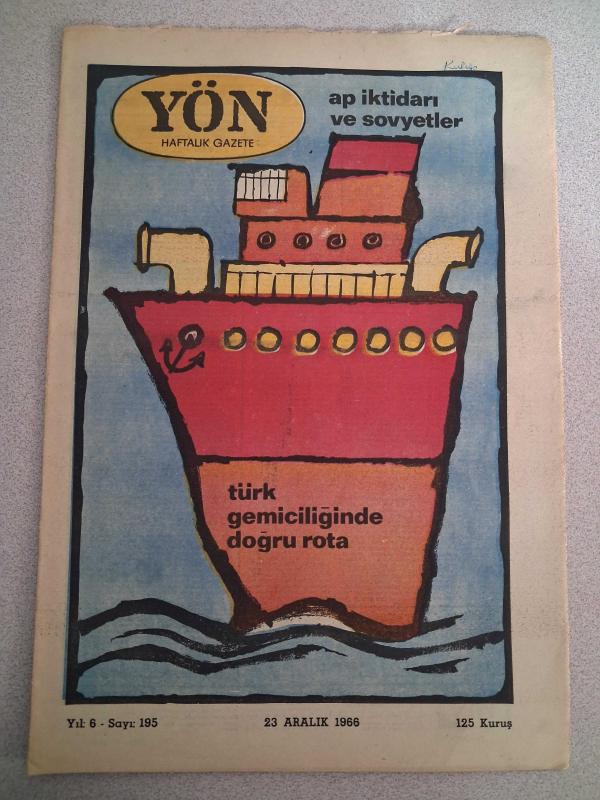 YÖN
HAFTALIK GAZETE
ap iktidarı
ve sovyetler
türk
gemiciliğinde
doğru rota
Yıl: 6 - Sayı: 195
23 ARALIK 1966
125 Kuruş